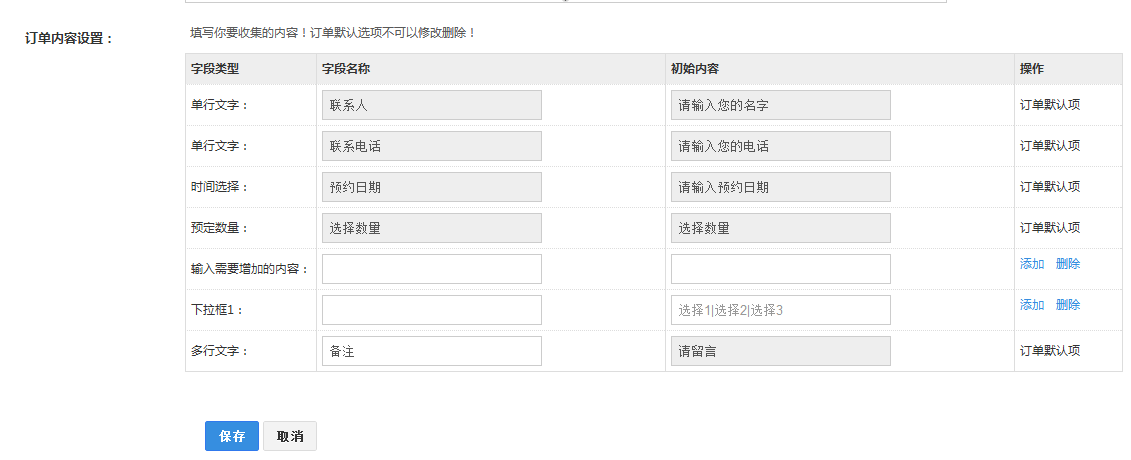 订单内容设置：
填写你要收集的内容！订单默认选项不可以修改删除！
字段类型 字段名称 初始内容 操作
单行文字： 联系人 请输入您的名字 订单默认项
单行文字： 联系电话 请输入您的电话 订单默认项
时间选择： 预约日期 请输入预约日期 订单默认项
预定数量： 选择数量 选择数量 订单默认项
输入需要增加的内容： 添加 删除
下拉框1： 选择1|选择2|选择3 添加 删除
多行文字： 备注 请留言 订单默认项
保存 取消